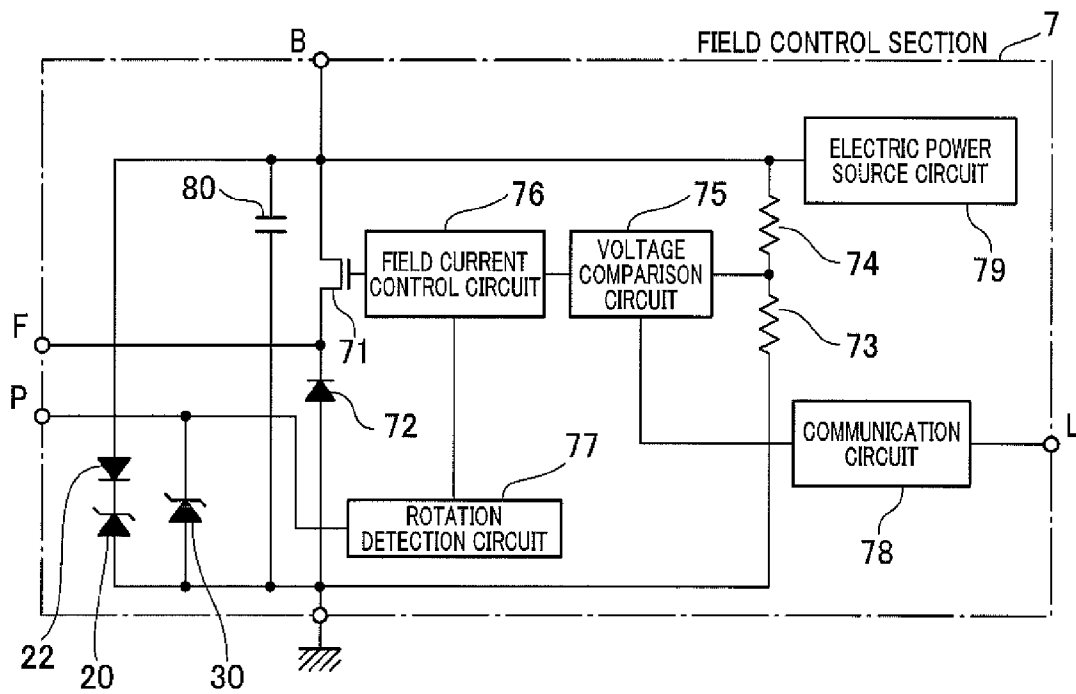 B
FIELD CONTROL SECTION
7
ELECTRIC POWER
SOURCE CIRCUIT
79
80
76
75
74
FIELD CURRENT
CONTROL CIRCUIT
VOLTAGE
COMPARISON
CIRCUIT
F
71
73
P
72
COMMUNICATION
CIRCUIT
L
77
ROTATION
DETECTION CIRCUIT
78
22
20
30